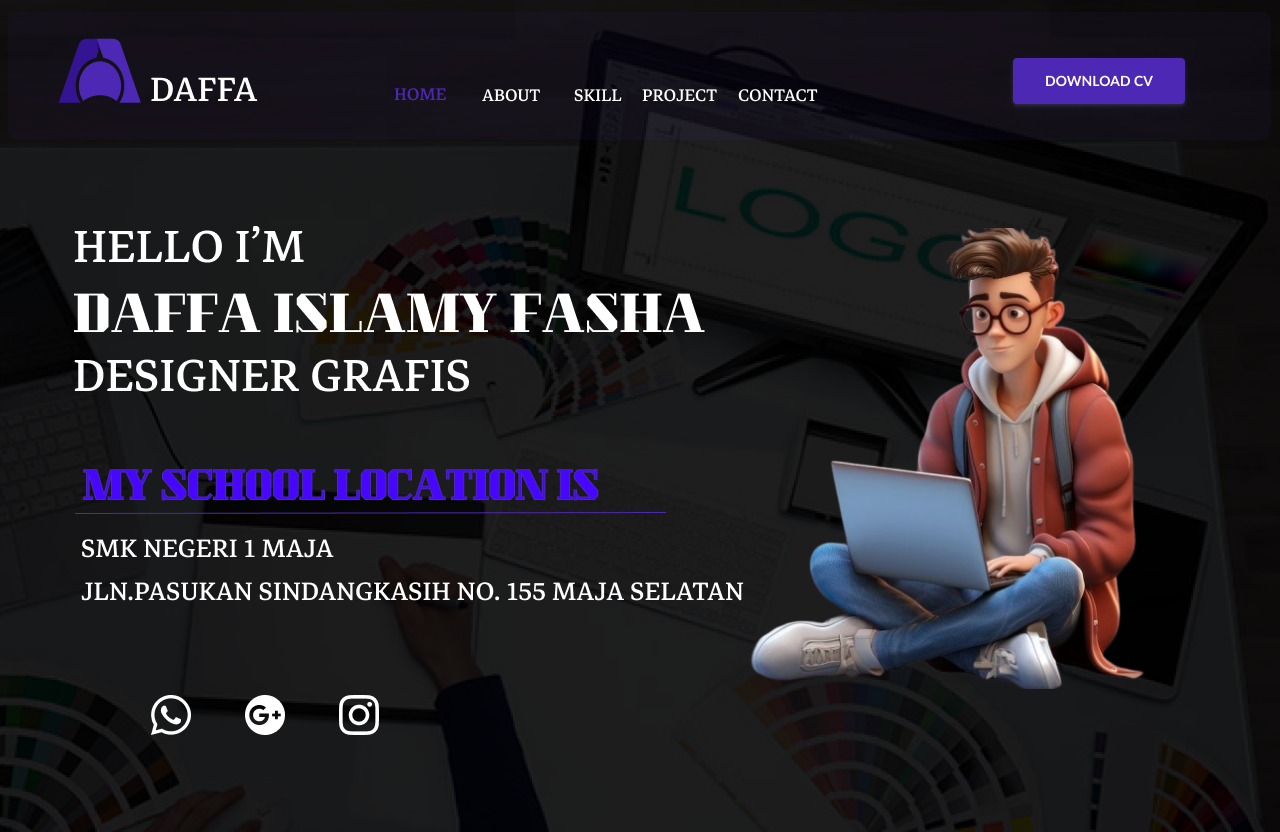 DAFFA
HOME ABOUT SKILL PROJECT CONTACT
DOWNLOAD CV
LOGO
HELLO I’M
DAFFA ISLAMY FASHA
DESIGNER GRAFIS
MY SCHOOL LOCATION IS
SMK NEGERI 1 MAJA
JLN.PASUKAN SINDANGKASIH NO. 155 MAJA SELATAN
G+